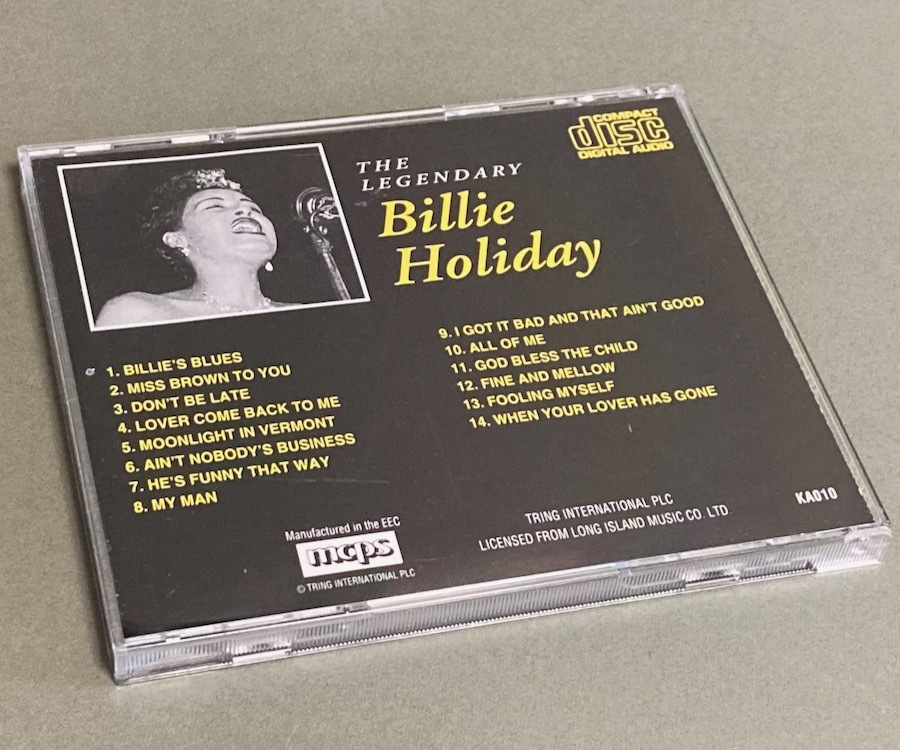 THE
LEGENDARY
Billie
Holiday
COMPACT
disc
DIGITAL AUDIO
1. BILLIE'S BLUES
2. MISS BROWN TO YOU
3. DON'T BE LATE
4. LOVER COME BACK TO ME
5. MOONLIGHT IN VERMONT
6. AIN'T NOBODY'S BUSINESS
7. HE'S FUNNY THAT WAY
8. MY MAN
9. I GOT IT BAD AND THAT AIN'T GOOD
10. ALL OF ME
11. GOD BLESS THE CHILD
12. FINE AND MELLOW
13. FOOLING MYSELF
14. WHEN YOUR LOVER HAS GONE
Manufactured in the EEC
mcps
© TRING INTERNATIONAL PLC
TRING INTERNATIONAL PLC
LICENSED FROM LONG ISLAND MUSIC CO. LTD.
KA010